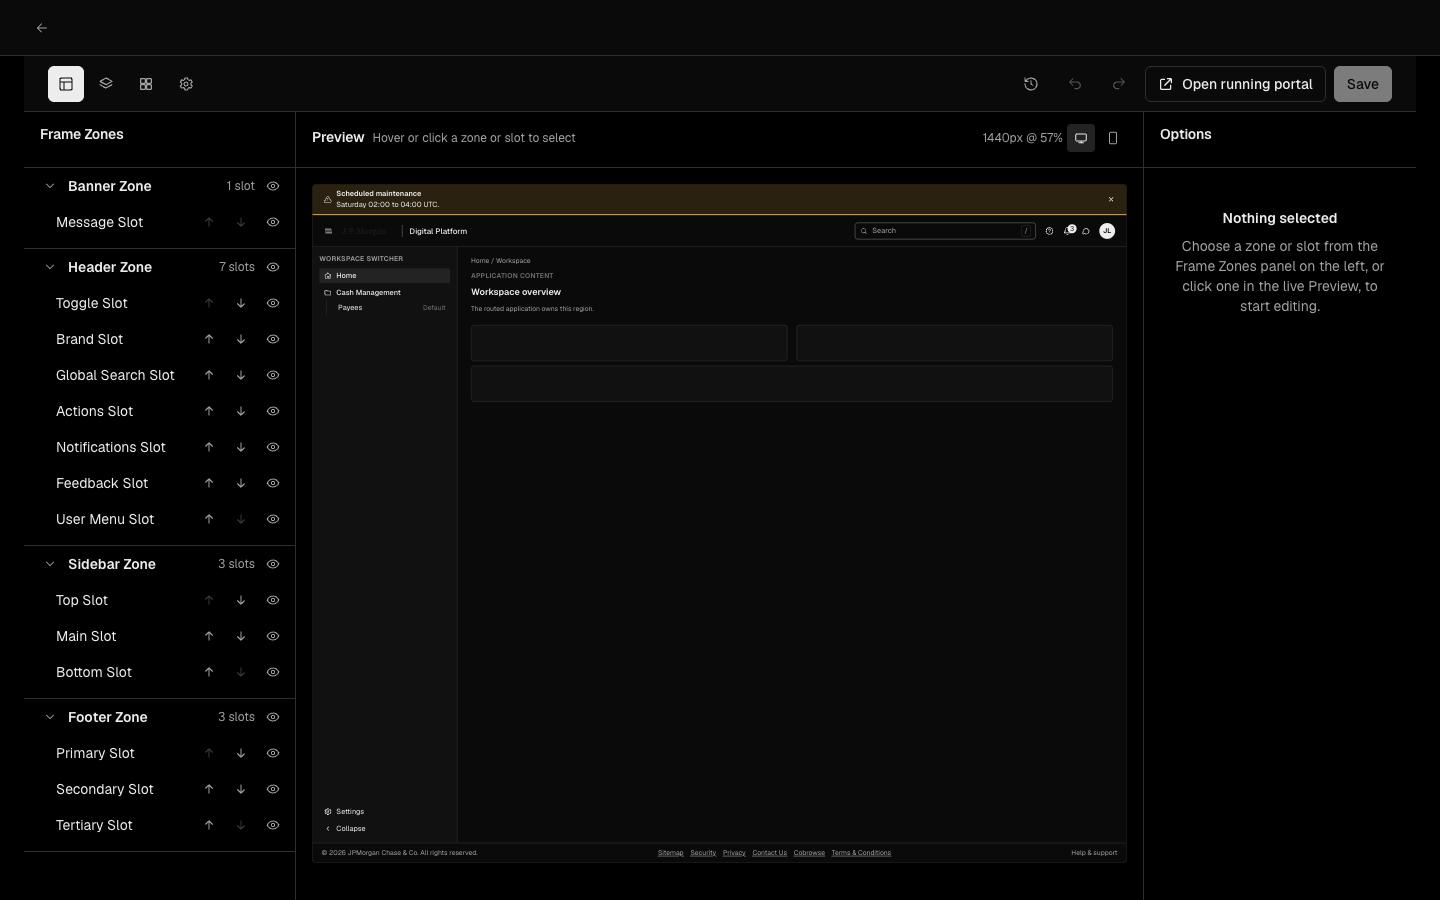 Open running portal
Save
Frame Zones
Preview
Hover or click a zone or slot to select
1440px @ 57%
Options
Banner Zone
1 slot
Message Slot
Header Zone
7 slots
Toggle Slot
Brand Slot
Global Search Slot
Actions Slot
Notifications Slot
Feedback Slot
User Menu Slot
Sidebar Zone
3 slots
Top Slot
Main Slot
Bottom Slot
Footer Zone
3 slots
Primary Slot
Secondary Slot
Tertiary Slot
Scheduled maintenance
Saturday 02:00 to 04:00 UTC.
J.P. Morgan
Digital Platform
Search
/
3
JL
WORKSPACE SWITCHER
Home
Cash Management
Payees
Default
Home / Workspace
APPLICATION CONTENT
Workspace overview
The routed application owns this region.
Settings
Collapse
© 2026 JPMorgan Chase & Co. All rights reserved.
Sitemap
Security
Privacy
Contact Us
Cobrowse
Terms & Conditions
Help & support
Nothing selected
Choose a zone or slot from the
Frame Zones panel on the left, or
click one in the live Preview, to
start editing.